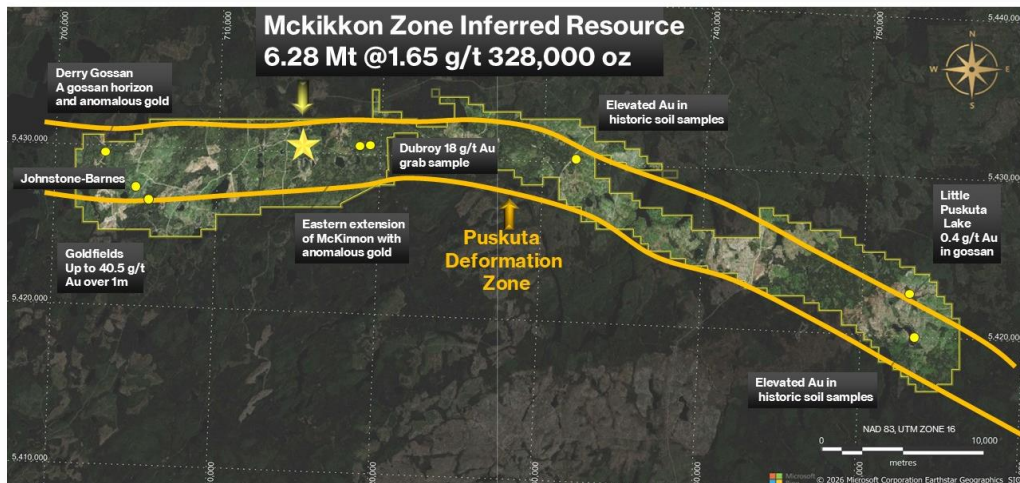 Mckikkon Zone Inferred Resource
6.28 Mt @1.65 g/t 328,000 oz
700,000
710,000
740,000
750,000
5,440,000
N
W
E
S
Derry Gossan
A gossan horizon
and anomalous gold
Elevated Au in
historic soil samples
5,430,000
Dubroy 18 g/t Au
grab sample
5,430,000
Johnstone-Barnes
Little
Puskuta
Lake
0.4 g/t Au
in gossan
Eastern extension
of McKinnon with
anomalous gold
Puskuta
Deformation
Zone
Goldfields
Up to 40.5 g/t
Au over 1m
5,420,000
5,420,000
Elevated Au in
historic soil samples
NAD 83, UTM ZONE 16
0
10,000
metres
5,410,000
Microsoft
© 2026 Microsoft Corporation Earthstar Geographics SIO